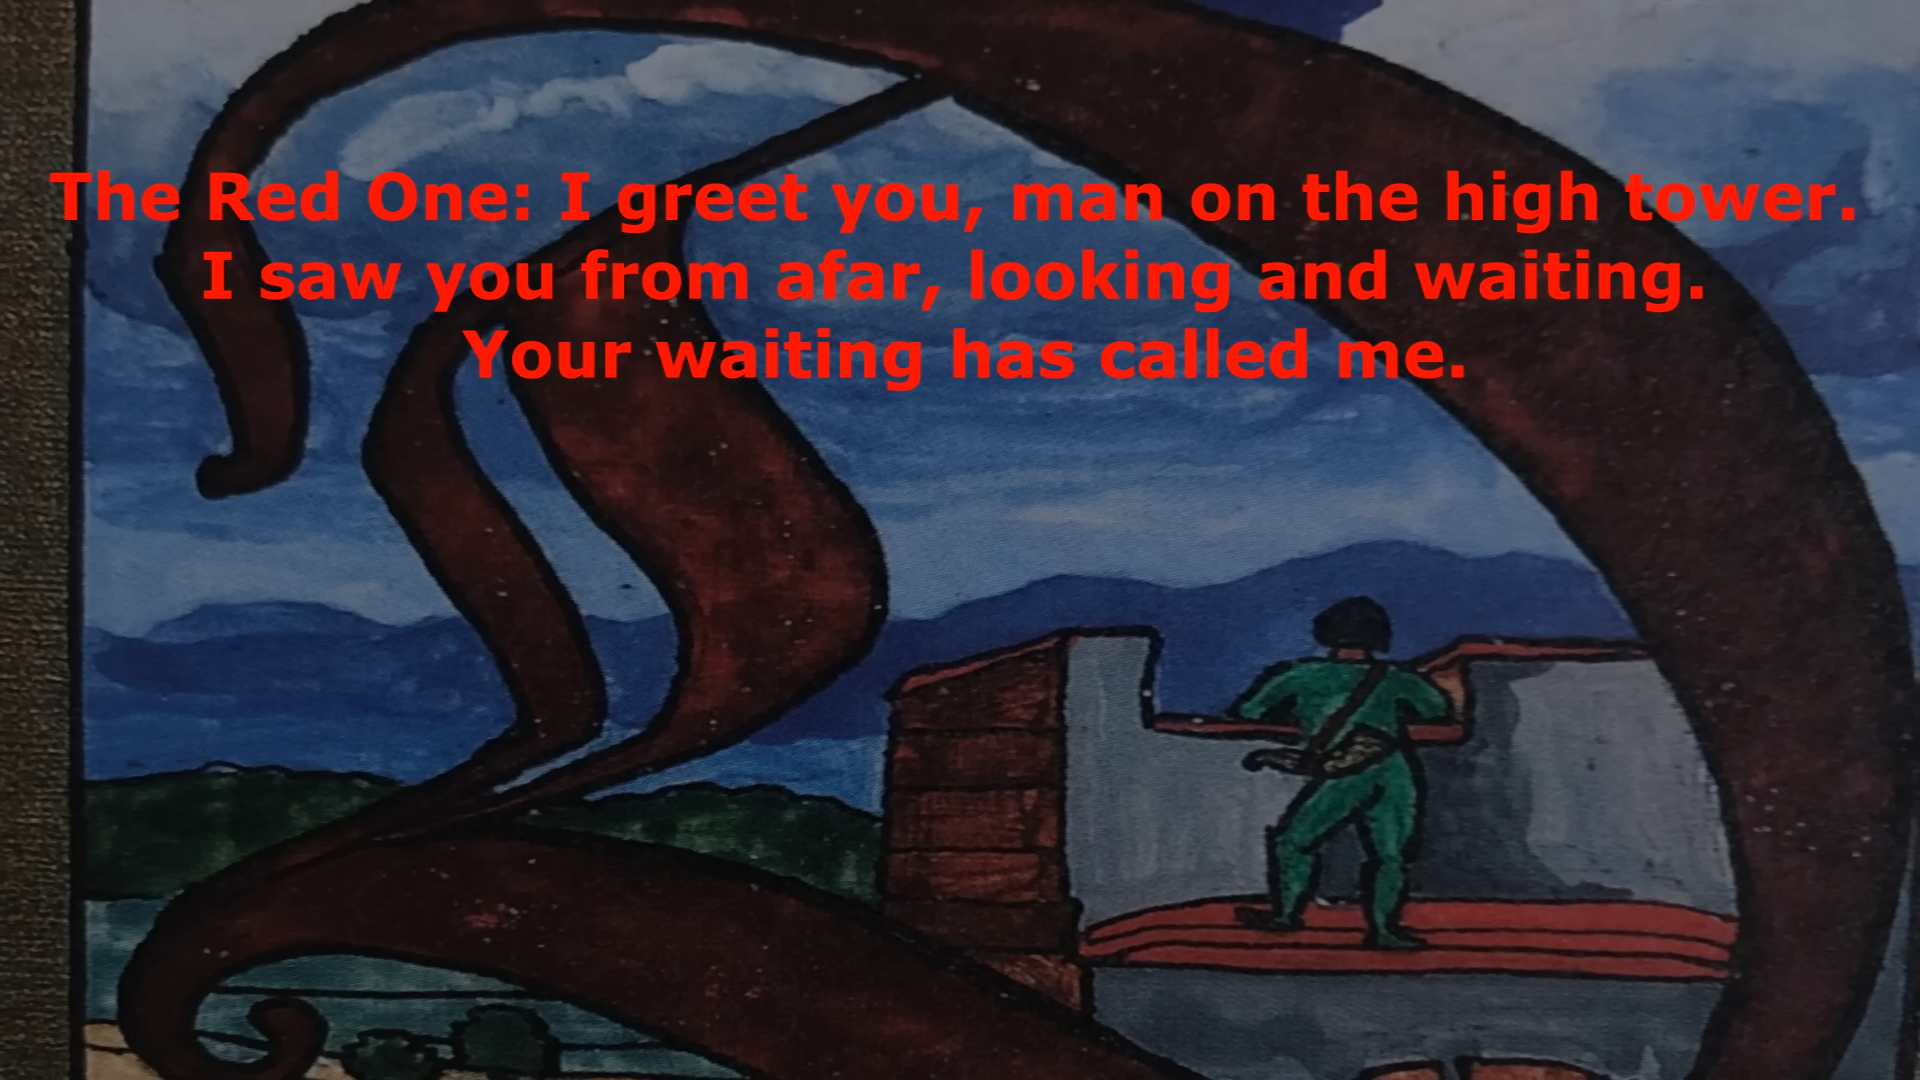 The Red One: I greet you, man on the high tower.
I saw you from afar, looking and waiting.
Your waiting has called me.